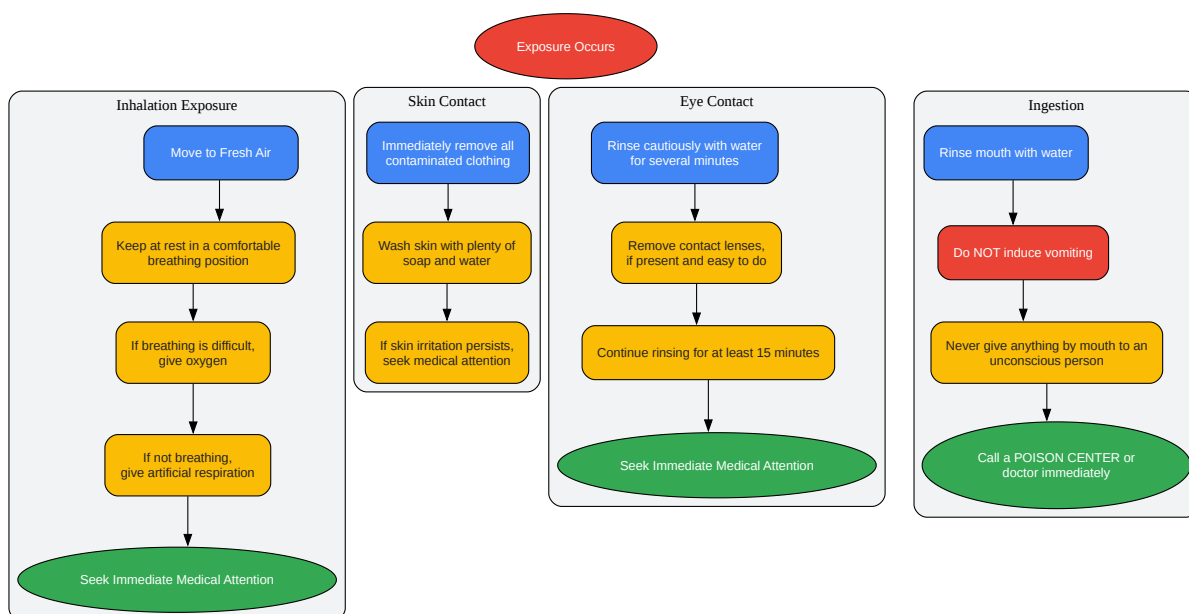 Exposure Occurs
Inhalation Exposure
Move to Fresh Air
Keep at rest in a comfortable
breathing position
If breathing is difficult,
give oxygen
If not breathing,
give artificial respiration
Seek Immediate Medical Attention
Skin Contact
Immediately remove all
contaminated clothing
Wash skin with plenty of
soap and water
If skin irritation persists,
seek medical attention
Eye Contact
Rinse cautiously with water
for several minutes
Remove contact lenses,
if present and easy to do
Continue rinsing for at least 15 minutes
Seek Immediate Medical Attention
Ingestion
Rinse mouth with water
Do NOT induce vomiting
Never give anything by mouth to an
unconscious person
Call a POISON CENTER or
doctor immediately